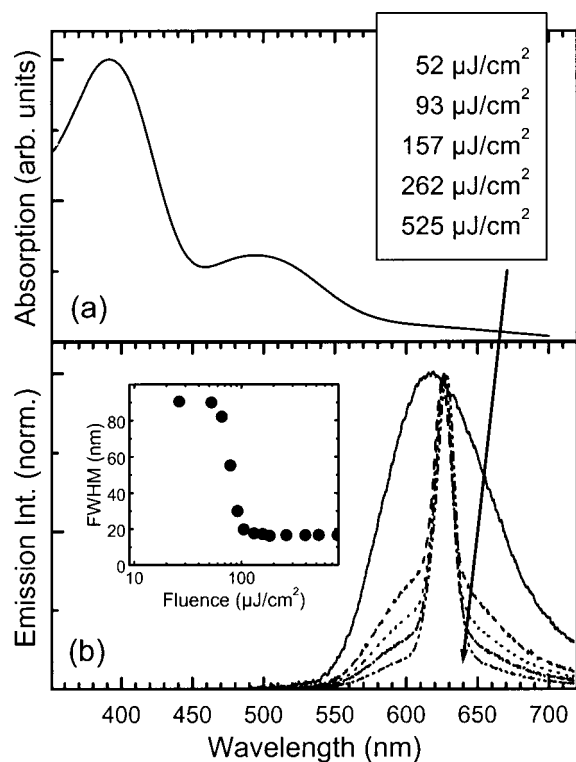 52 µJ/cm²
93 µJ/cm²
157 µJ/cm²
262 µJ/cm²
525 µJ/cm²
Absorption (arb. units)
(a)
Emission Int. (norm.)
(b)
FWHM (nm)
80
60
40
20
0
10
100
Fluence (µJ/cm²)
400
450
500
550
600
650
700
Wavelength (nm)